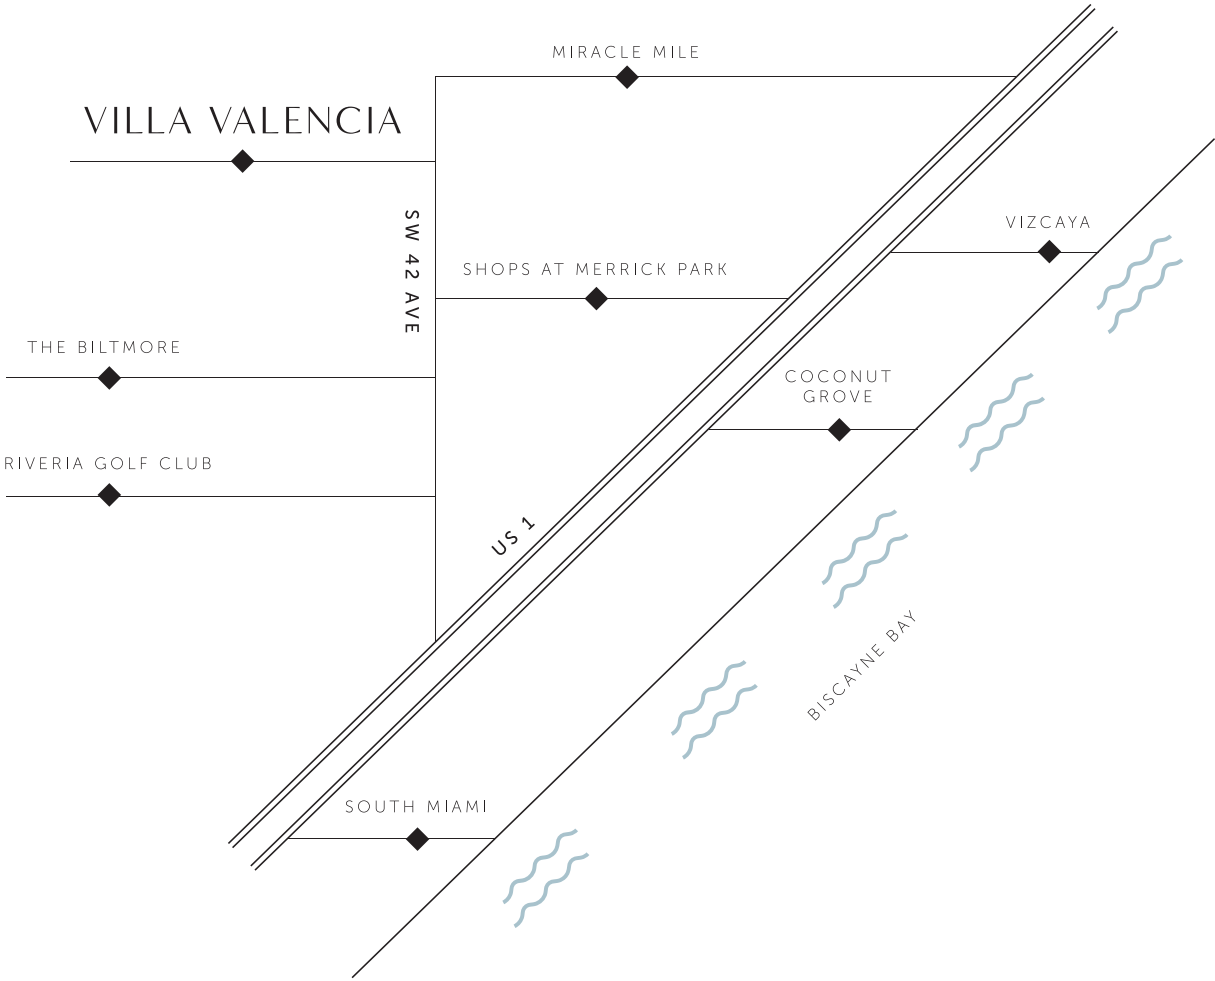 MIRACLE MILE
VILLA VALENCIA
SW 42 AVE
VIZCAYA
SHOPS AT MERRICK PARK
THE BILTMORE
COCONUT
GROVE
RIVERIA GOLF CLUB
US 1
BISCAYNE BAY
SOUTH MIAMI